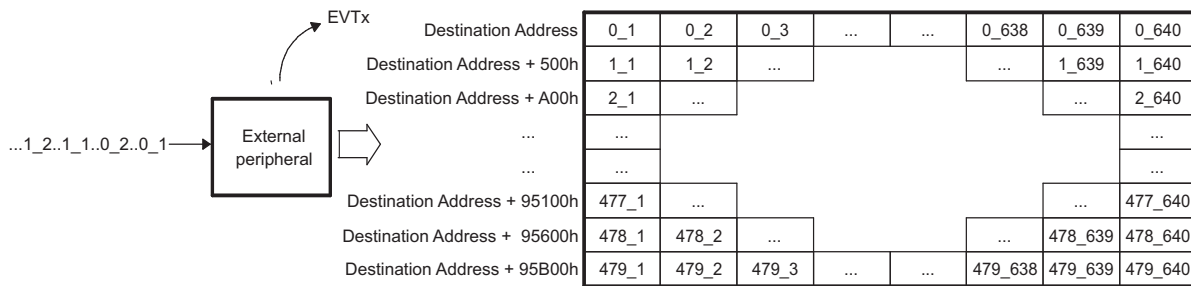 EVTx
Destination Address 0_1 0_2 0_3 ... ... 0_638 0_639 0_640
Destination Address + 500h 1_1 1_2 ... ... 1_639 1_640
Destination Address + A00h 2_1 ... ... 2_640
External
peripheral
...1_2..1_1..0_2..0_1
... ... ...
... ... ...
Destination Address + 95100h 477_1 ... ... 477_640
Destination Address + 95600h 478_1 478_2 ... ... 478_639 478_640
Destination Address + 95B00h 479_1 479_2 479_3 ... ... 479_638 479_639 479_640